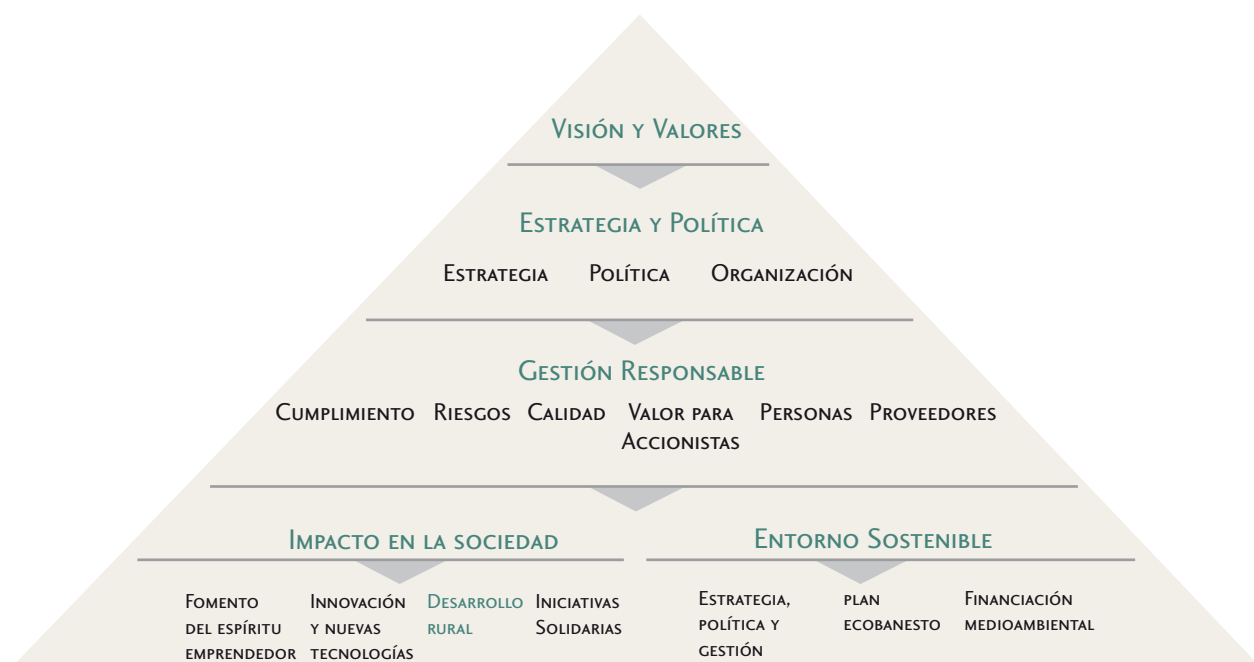 Visión y Valores
Estrategia y Política
Estrategia Política Organización
Gestión Responsable
Cumplimiento Riesgos Calidad Valor para Accionistas Personas Proveedores
Impacto en la sociedad
Fomento
del espíritu
emprendedor
Innovación
y nuevas
tecnologías
Desarrollo
rural
Iniciativas
Solidarias
Entorno Sostenible
Estrategia,
política y
gestión
plan
ecobanesto
Financiación
medioambiental